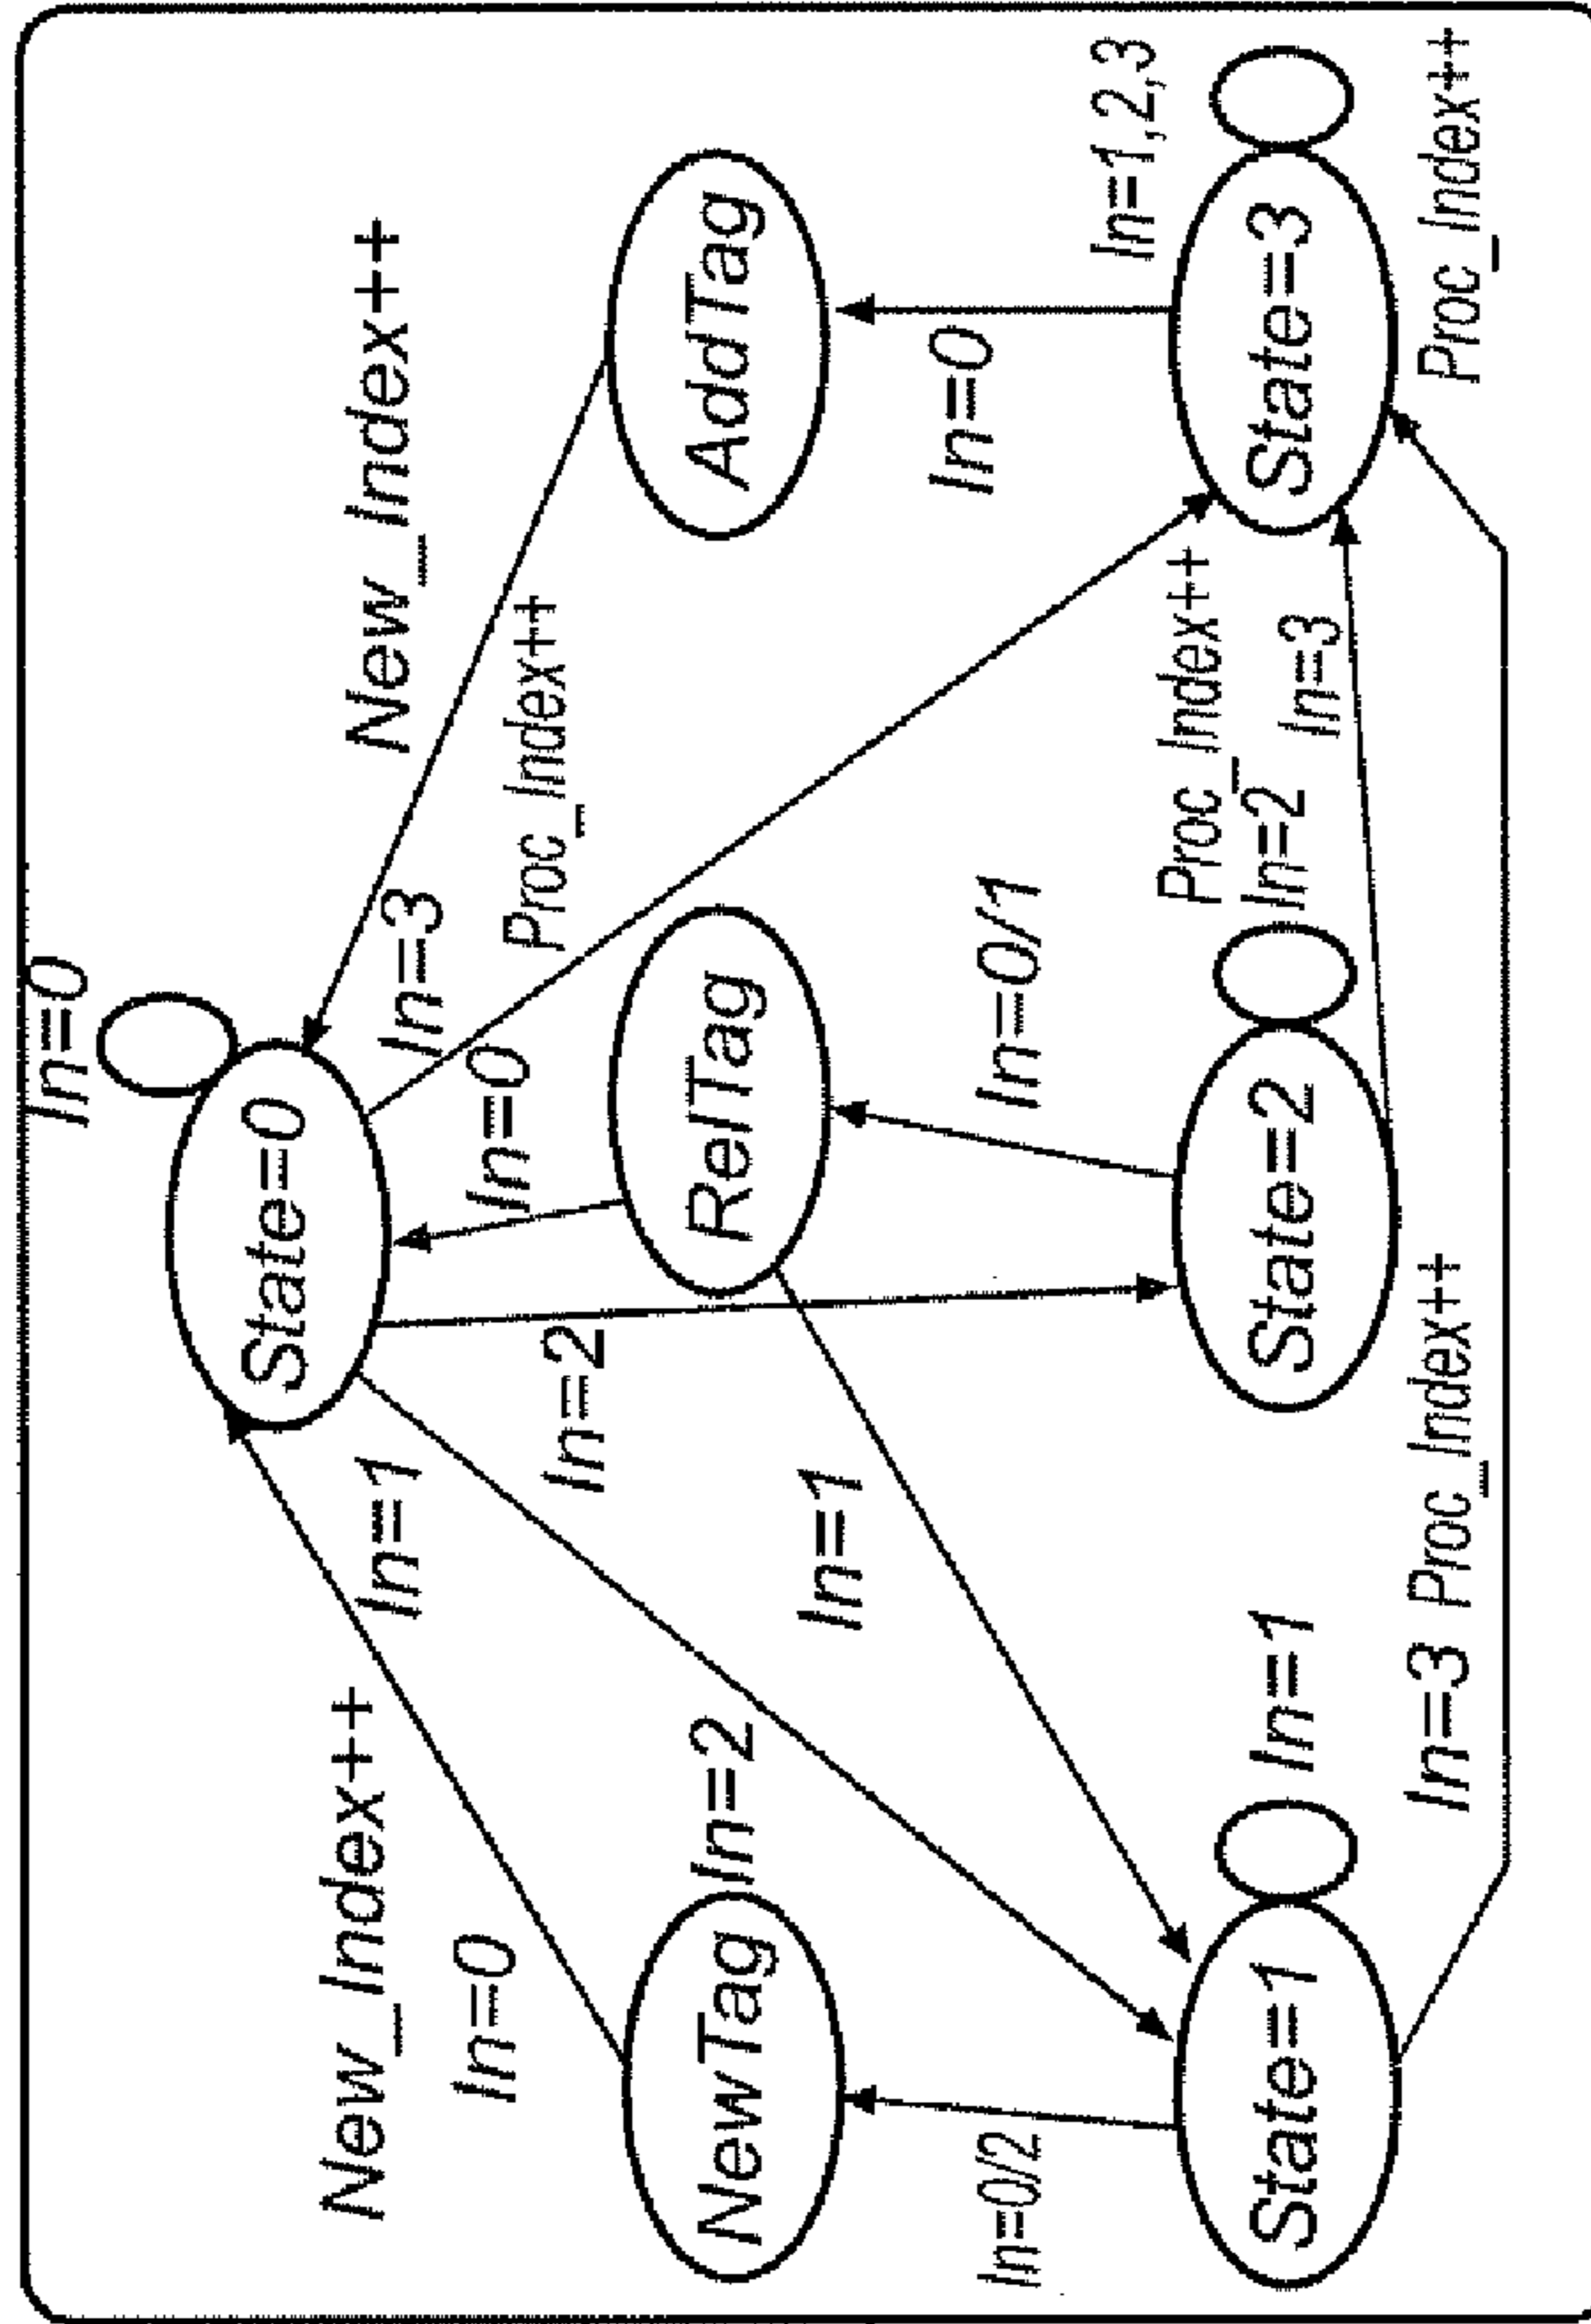 In=0
State=0
New_Index++
In=1
In=3
New_Index++
In=0
In=0
Proc_Index++
In=2
NewTag
In=2
In=1
RelTag
AddTag
In=0/2
In=0/1
In=0
In=1,2,3
Proc_Index++
State=1
In=1
State=2
In=2
In=3
State=3
In=3 Proc_Index++
Proc_Index++